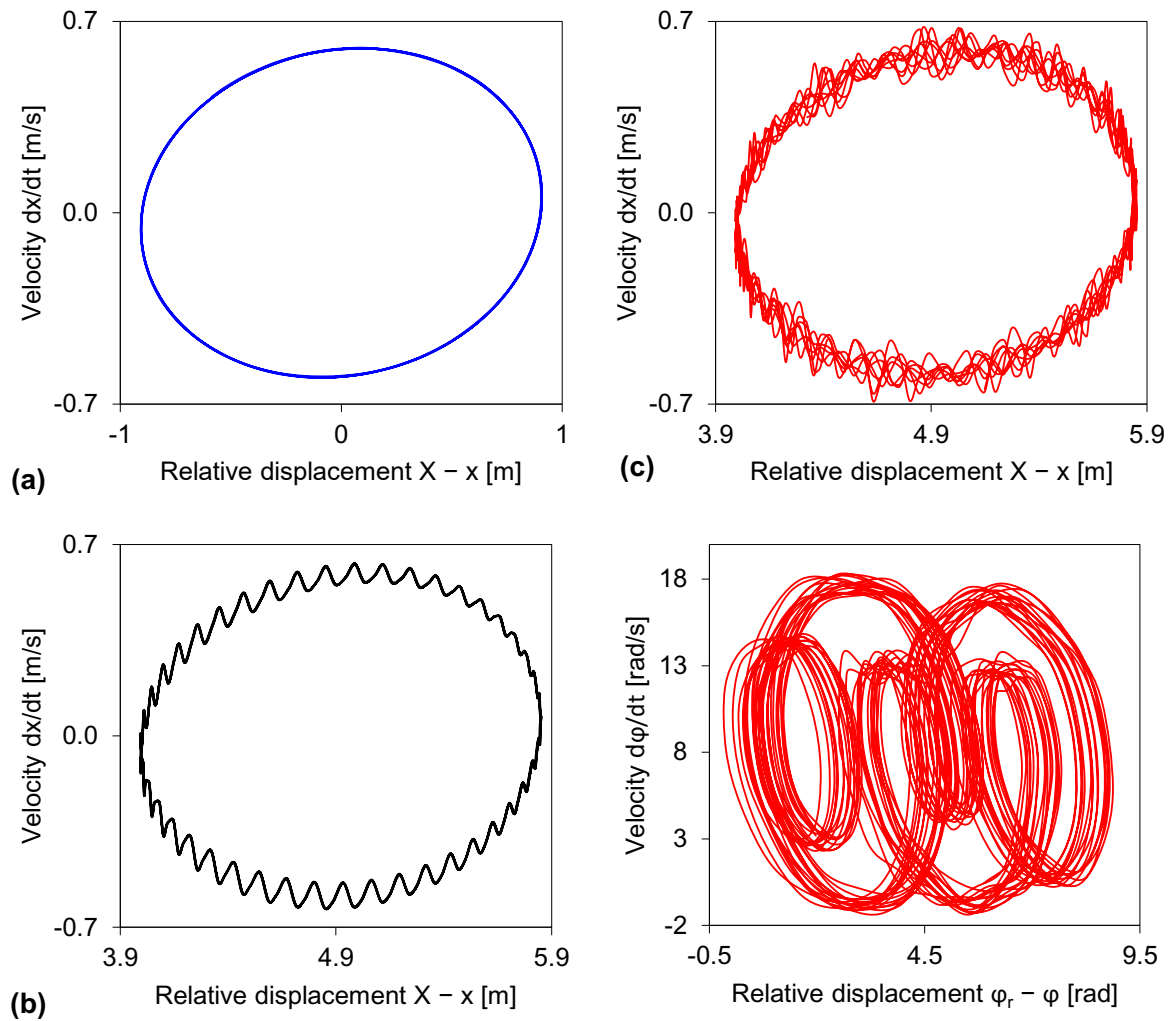 0.7
0.0
-0.7
Velocity dx/dt [m/s]
-1
0
1
Relative displacement X − x [m]
(a)
0.7
0.0
-0.7
Velocity dx/dt [m/s]
3.9
4.9
5.9
Relative displacement X − x [m]
(c)
0.7
0.0
-0.7
Velocity dx/dt [m/s]
3.9
4.9
5.9
Relative displacement X − x [m]
(b)
18
13
8
3
-2
Velocity dφ/dt [rad/s]
-0.5
4.5
9.5
Relative displacement φᵣ − φ [rad]